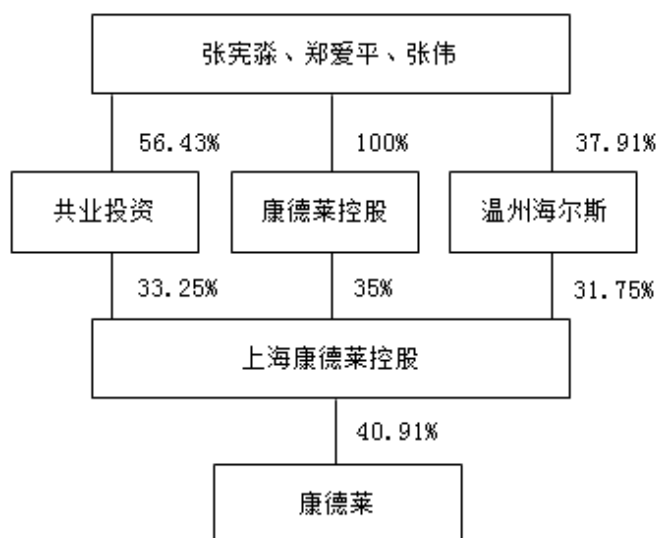 张宪淼、郑爱平、张伟
56.43%
100%
37.91%
共业投资
康德莱控股
温州海尔斯
33.25%
35%
31.75%
上海康德莱控股
40.91%
康德莱